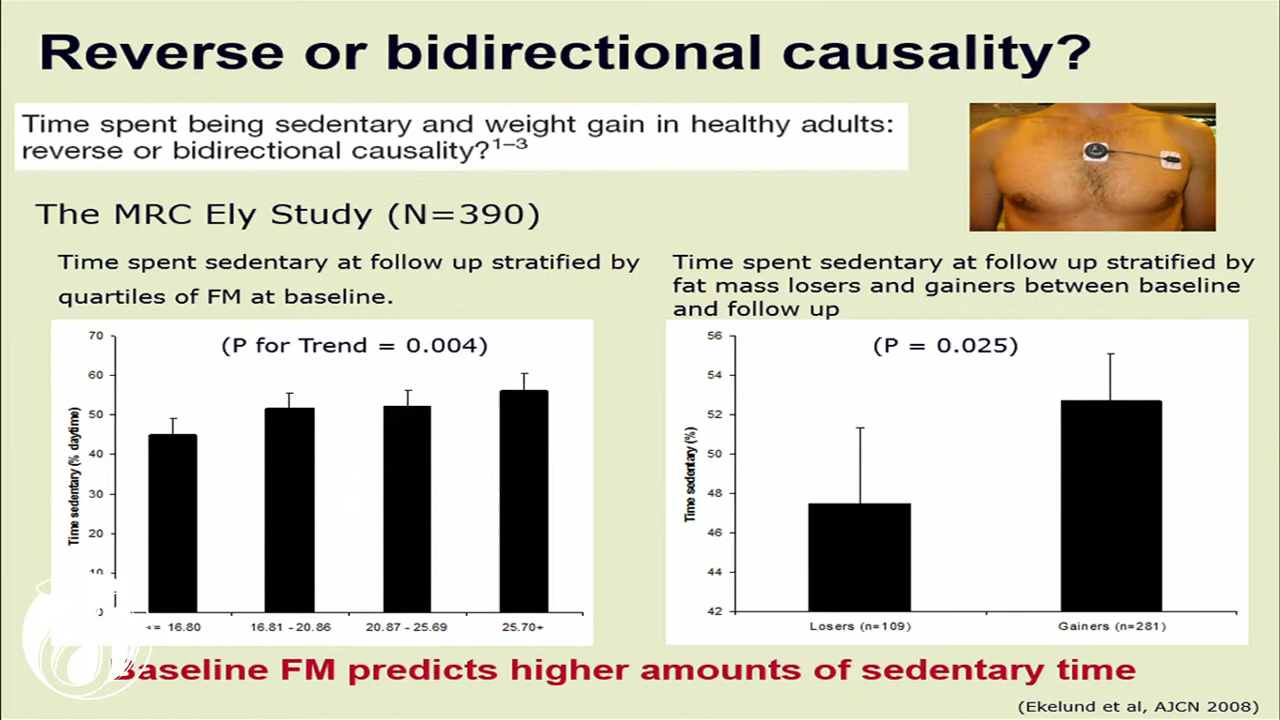 Reverse or bidirectional causality?
Time spent being sedentary and weight gain in healthy adults:
reverse or bidirectional causality?1–3
The MRC Ely Study (N=390)
Time spent sedentary at follow up stratified by
quartiles of FM at baseline.
(P for Trend = 0.004)
Time sedentary (% daytime)
70
60
50
40
30
20
10
0
<= 16.80
16.81 - 20.86
20.87 - 25.69
25.70+
Time spent sedentary at follow up stratified by
fat mass losers and gainers between baseline
and follow up
(P = 0.025)
Time sedentary (%)
56
54
52
50
48
46
44
42
Losers (n=109)
Gainers (n=281)
Baseline FM predicts higher amounts of sedentary time
(Ekelund et al, AJCN 2008)